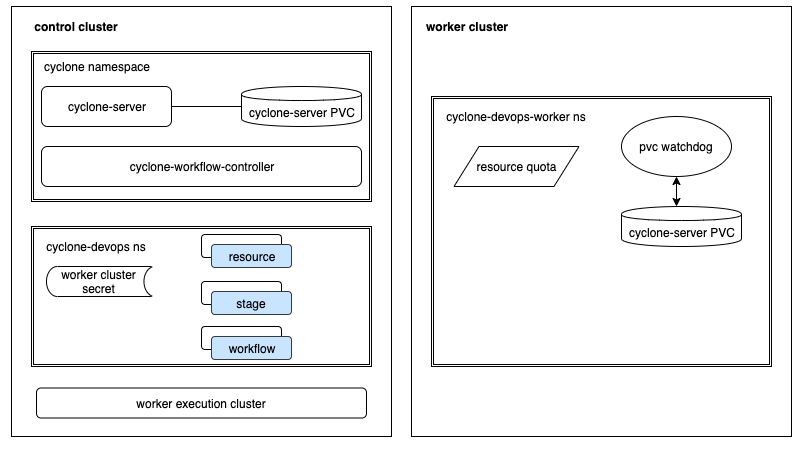 control cluster
cyclone namespace
cyclone-server
cyclone-server PVC
cyclone-workflow-controller
cyclone-devops ns
worker cluster
secret
resource
stage
workflow
worker execution cluster
worker cluster
cyclone-devops-worker ns
resource quota
pvc watchdog
cyclone-server PVC